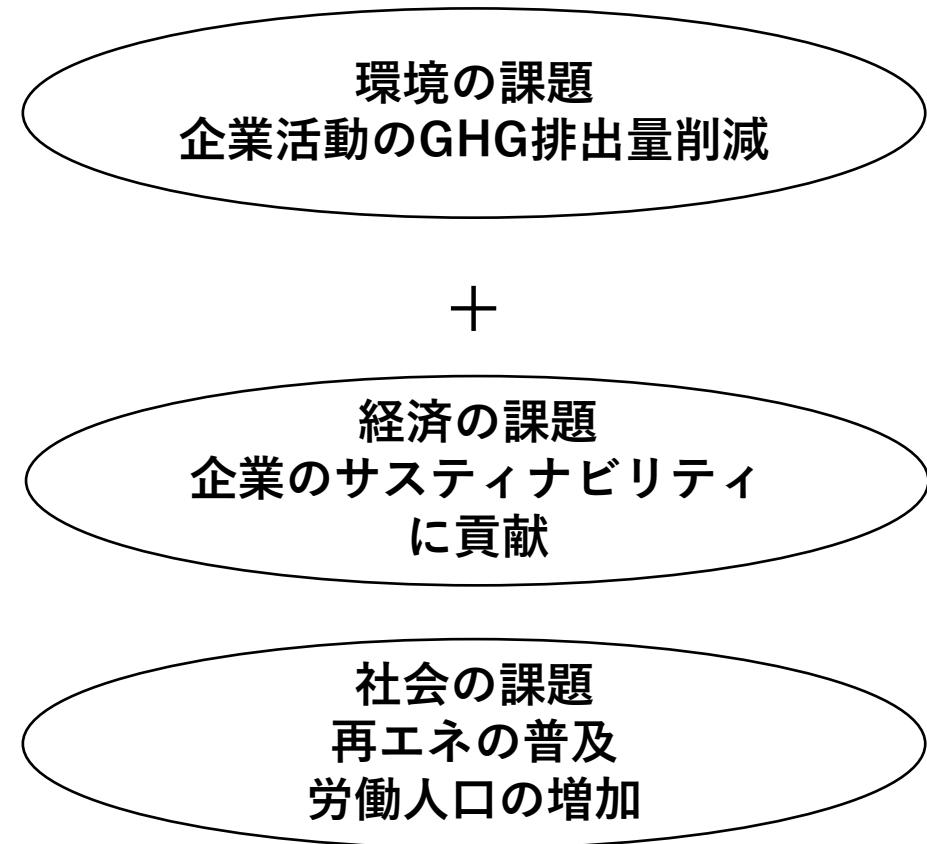 環境の課題
企業活動のGHG排出量削減
＋
経済の課題
企業のサスティナビリティ
に貢献
社会の課題
再エネの普及
労働人口の増加